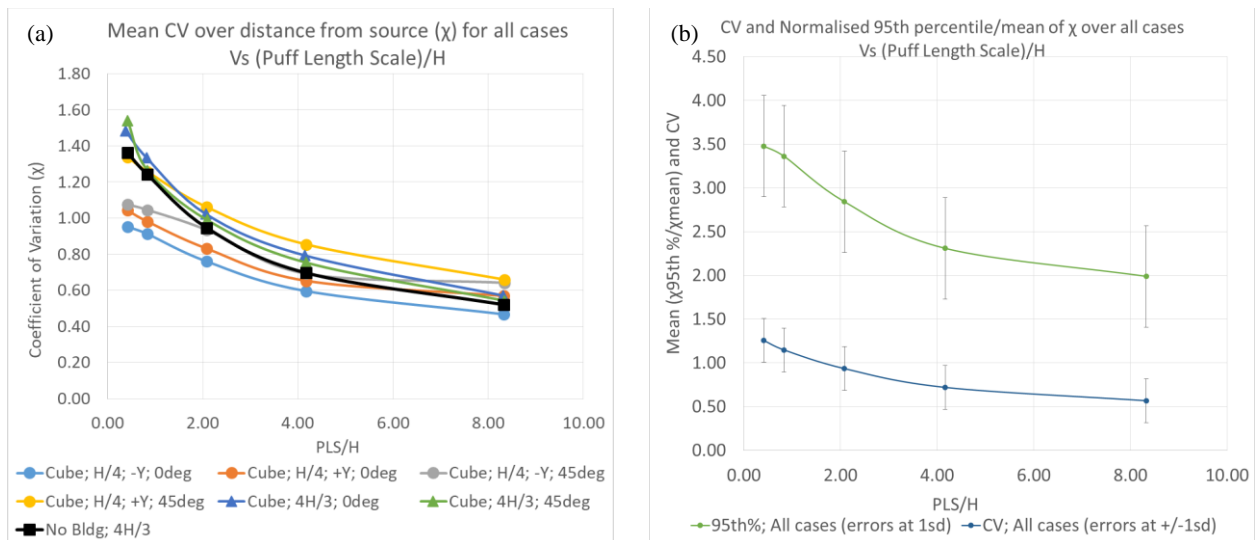 (a)
Mean CV over distance from source (χ) for all cases
Vs (Puff Length Scale)/H
Coefficient of Variation (χ)
1.80
1.60
1.40
1.20
1.00
0.80
0.60
0.40
0.20
0.00
0.00 2.00 4.00 6.00 8.00 10.00
PLS/H
Cube; H/4; -Y; 0deg Cube; H/4; +Y; 0deg Cube; H/4; -Y; 45deg
Cube; H/4; +Y; 45deg Cube; 4H/3; 0deg Cube; 4H/3; 45deg
No Bldg; 4H/3
(b)
CV and Normalised 95th percentile/mean of χ over all cases
Vs (Puff Length Scale)/H
Mean (χ95th %/χmean) and CV
4.50
4.00
3.50
3.00
2.50
2.00
1.50
1.00
0.50
0.00
0.00 2.00 4.00 6.00 8.00 10.00
PLS/H
95th%; All cases (errors at 1sd) CV; All cases (errors at +/-1sd)